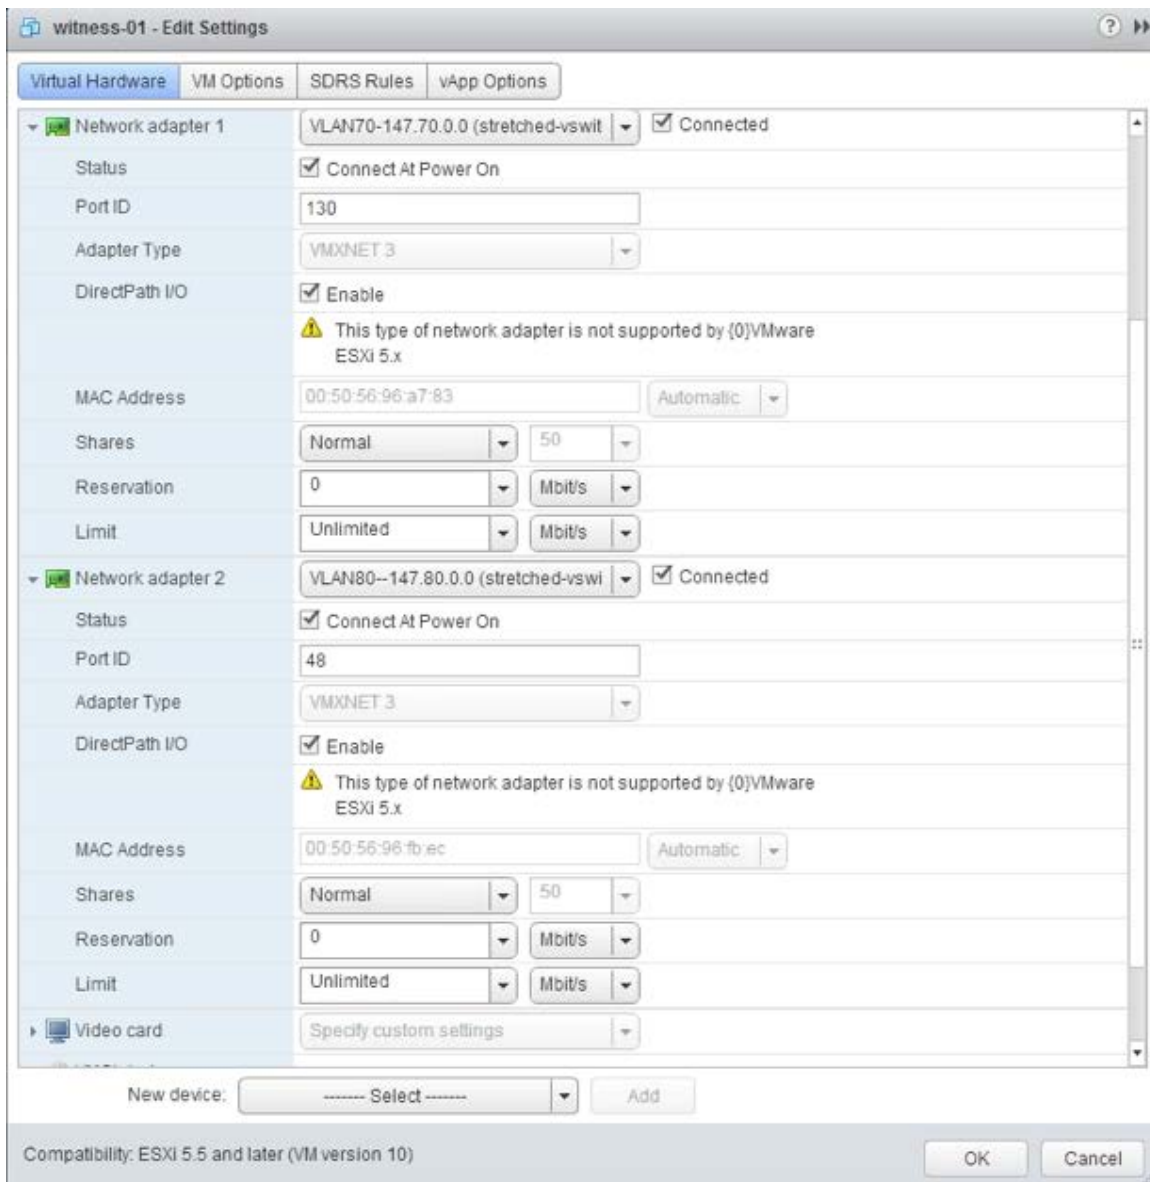 witness-01 - Edit Settings
Virtual Hardware VM Options SDRS Rules vApp Options
Network adapter 1 VLAN70-147.70.0.0 (stretched-vswit Connected
Status Connect At Power On
Port ID 130
Adapter Type VMXNET 3
DirectPath I/O Enable
This type of network adapter is not supported by {0}VMware
ESXi 5.x
MAC Address 00:50:56:96:a7:83 Automatic
Shares Normal 50
Reservation 0 Mbit/s
Limit Unlimited Mbit/s
Network adapter 2 VLAN80--147.80.0.0 (stretched-vswi Connected
Status Connect At Power On
Port ID 48
Adapter Type VMXNET 3
DirectPath I/O Enable
This type of network adapter is not supported by {0}VMware
ESXi 5.x
MAC Address 00:50:56:96:fb:ec Automatic
Shares Normal 50
Reservation 0 Mbit/s
Limit Unlimited Mbit/s
Video card Specify custom settings
New device: ------- Select ------- Add
Compatibility: ESXi 5.5 and later (VM version 10) OK Cancel